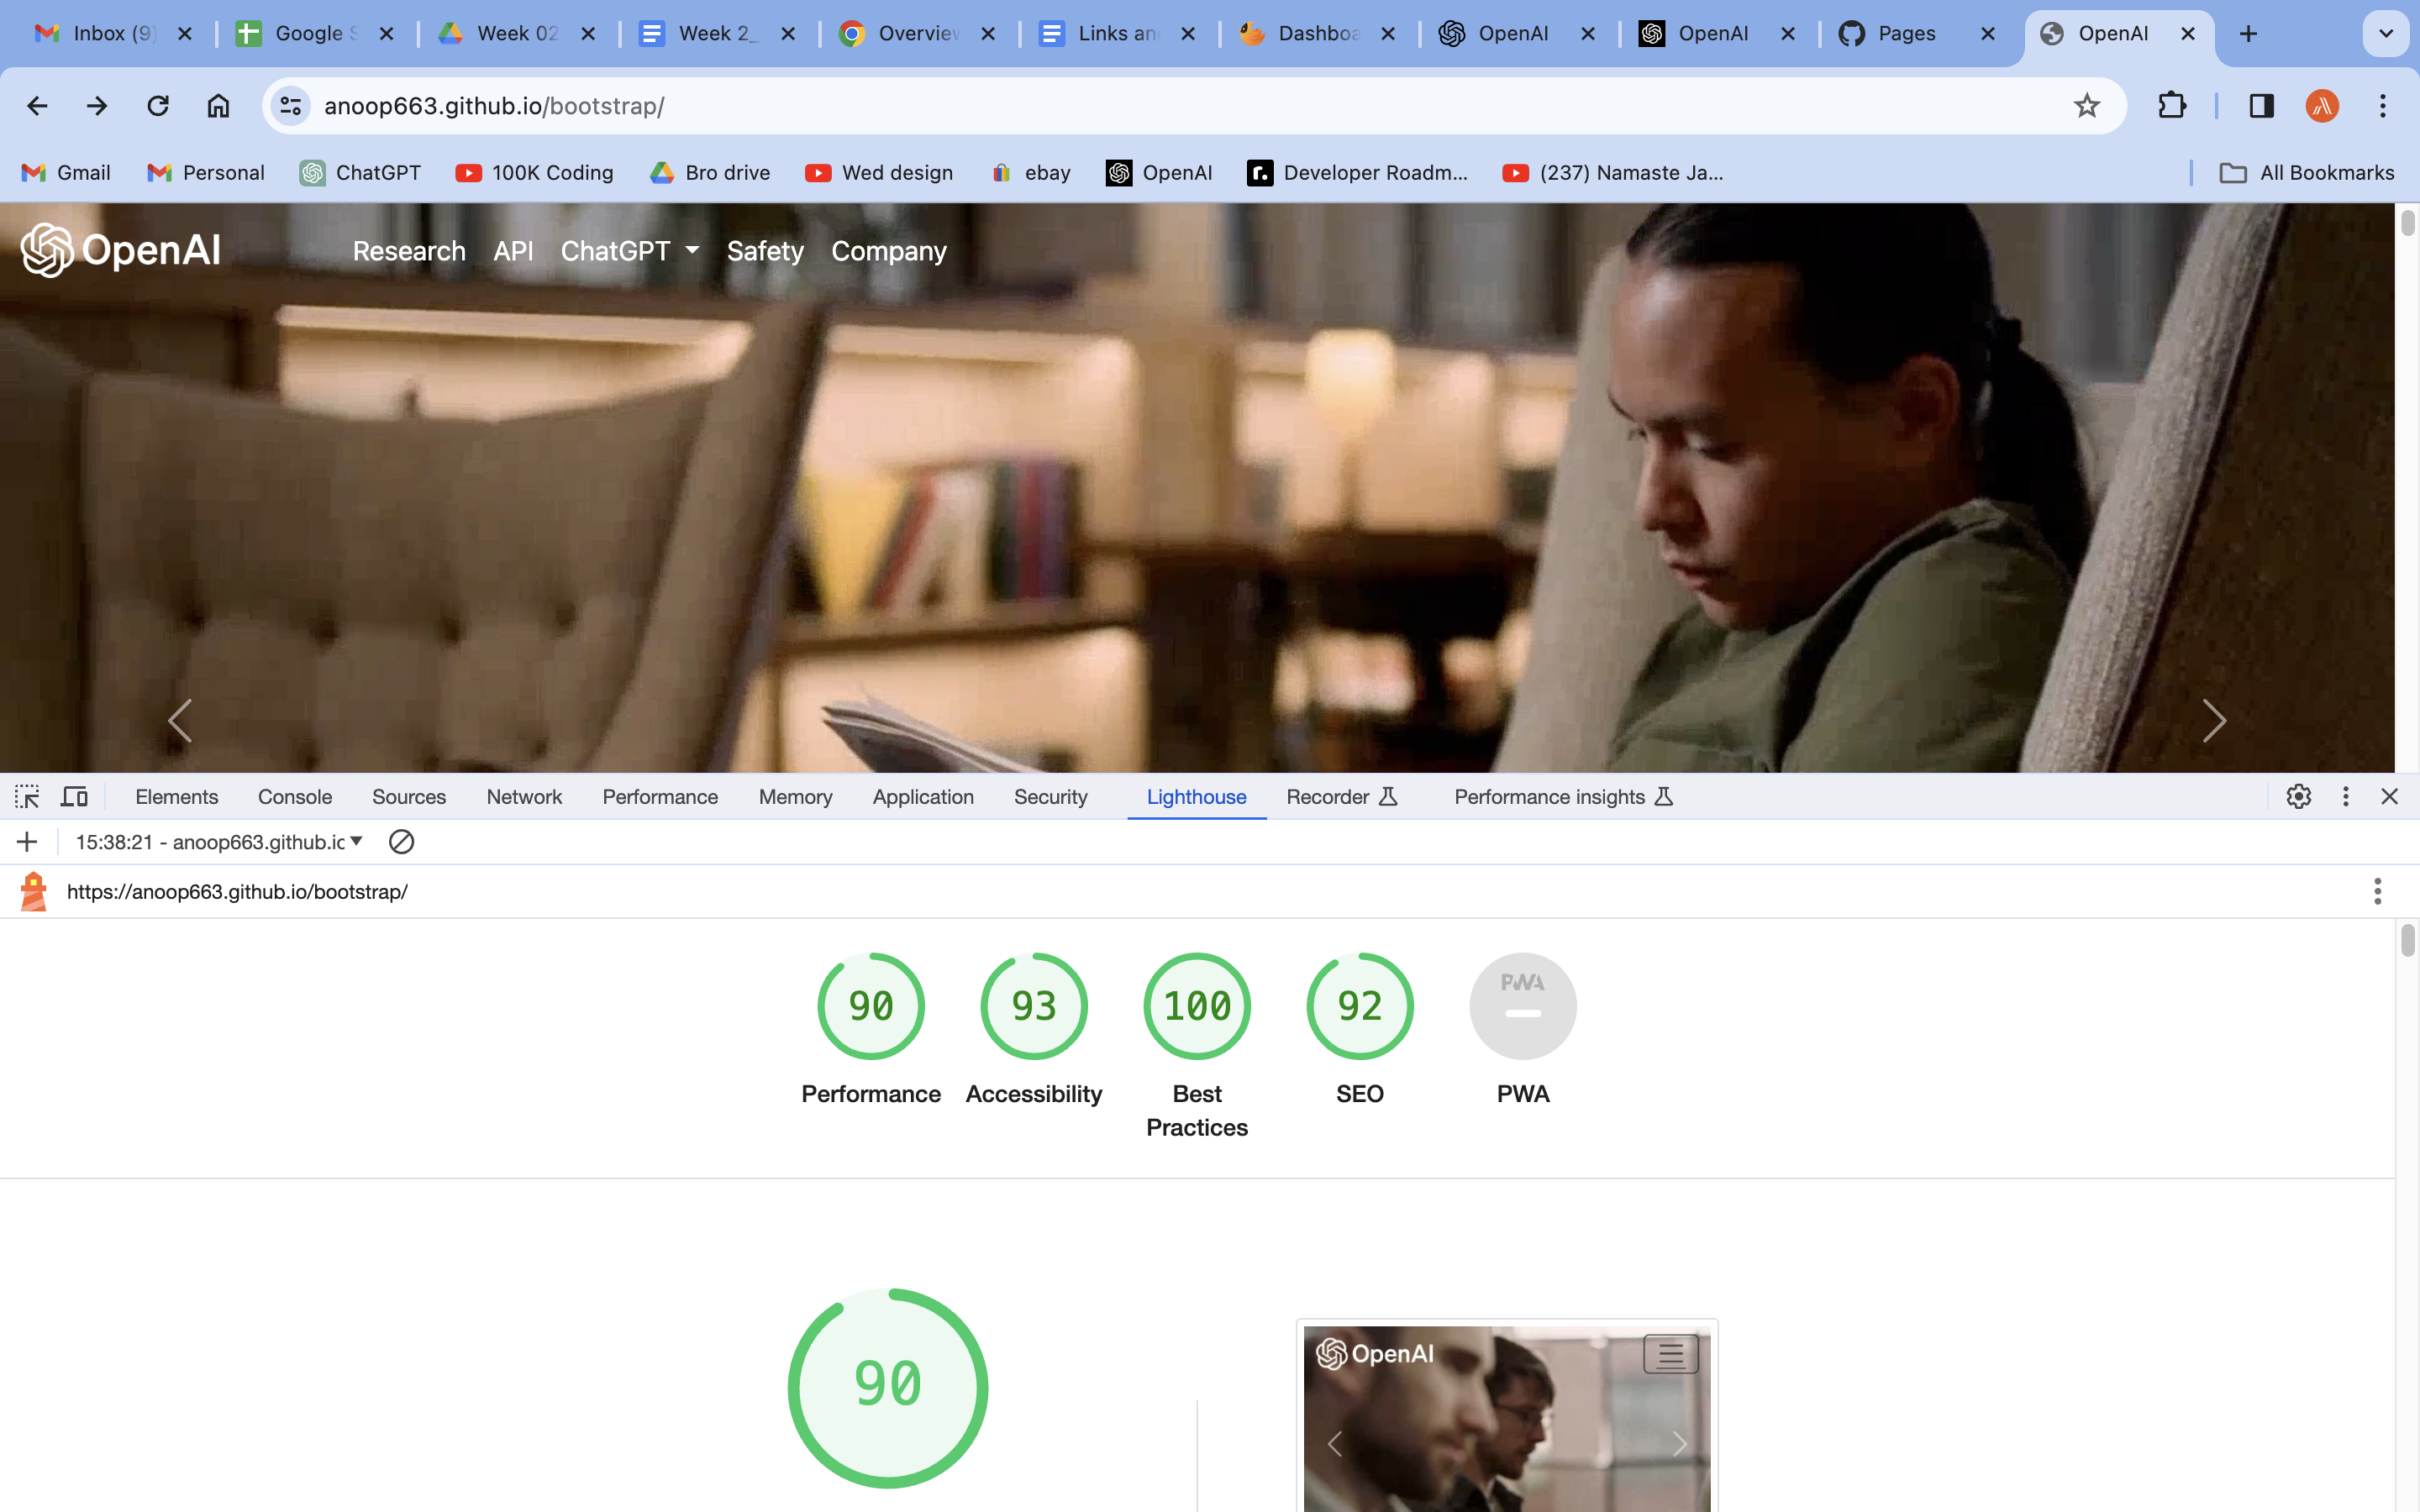 Inbox (9)
Google S
Week 02
Week 2_
Overview
Links an
Dashboa
OpenAI
OpenAI
Pages
OpenAI
anoop663.github.io/bootstrap/
Gmail
Personal
ChatGPT
100K Coding
Bro drive
Wed design
ebay
OpenAI
Developer Roadm...
(237) Namaste Ja...
All Bookmarks
OpenAI
Research API ChatGPT Safety Company
Elements Console Sources Network Performance Memory Application Security Lighthouse Recorder Performance insights
15:38:21 - anoop663.github.ic
https://anoop663.github.io/bootstrap/
90
93
100
92
PWA
Performance
Accessibility
Best
Practices
SEO
PWA
90
OpenAI